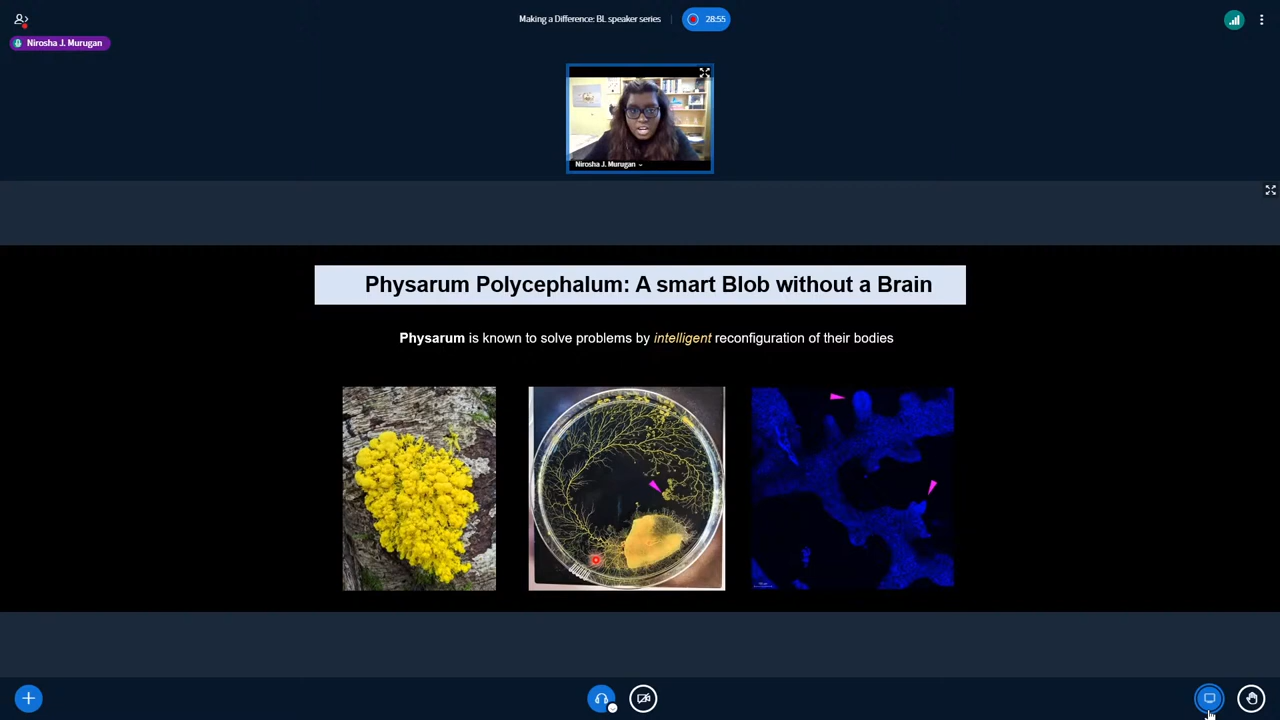 Making a Difference: BL speaker series
28:55
Nirosha J. Murugan
Nirosha J. Murugan
Physarum Polycephalum: A smart Blob without a Brain
Physarum is known to solve problems by intelligent reconfiguration of their bodies